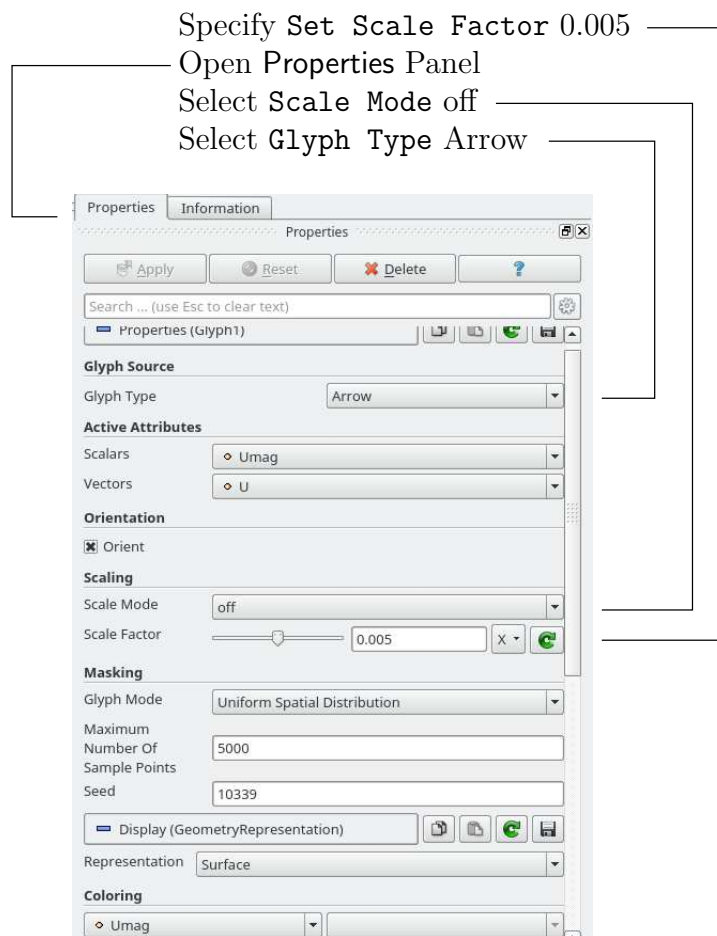 Specify Set Scale Factor 0.005
Open Properties Panel
Select Scale Mode off
Select Glyph Type Arrow
Properties Information
Properties
Apply Reset Delete ?
Search ... (use Esc to clear text)
Properties (Glyph1)
Glyph Source
Glyph Type Arrow
Active Attributes
Scalars Umag
Vectors U
Orientation
Orient
Scaling
Scale Mode off
Scale Factor 0.005 X
Masking
Glyph Mode Uniform Spatial Distribution
Maximum
Number Of 5000
Sample Points
Seed 10339
Display (GeometryRepresentation)
Representation Surface
Coloring
Umag